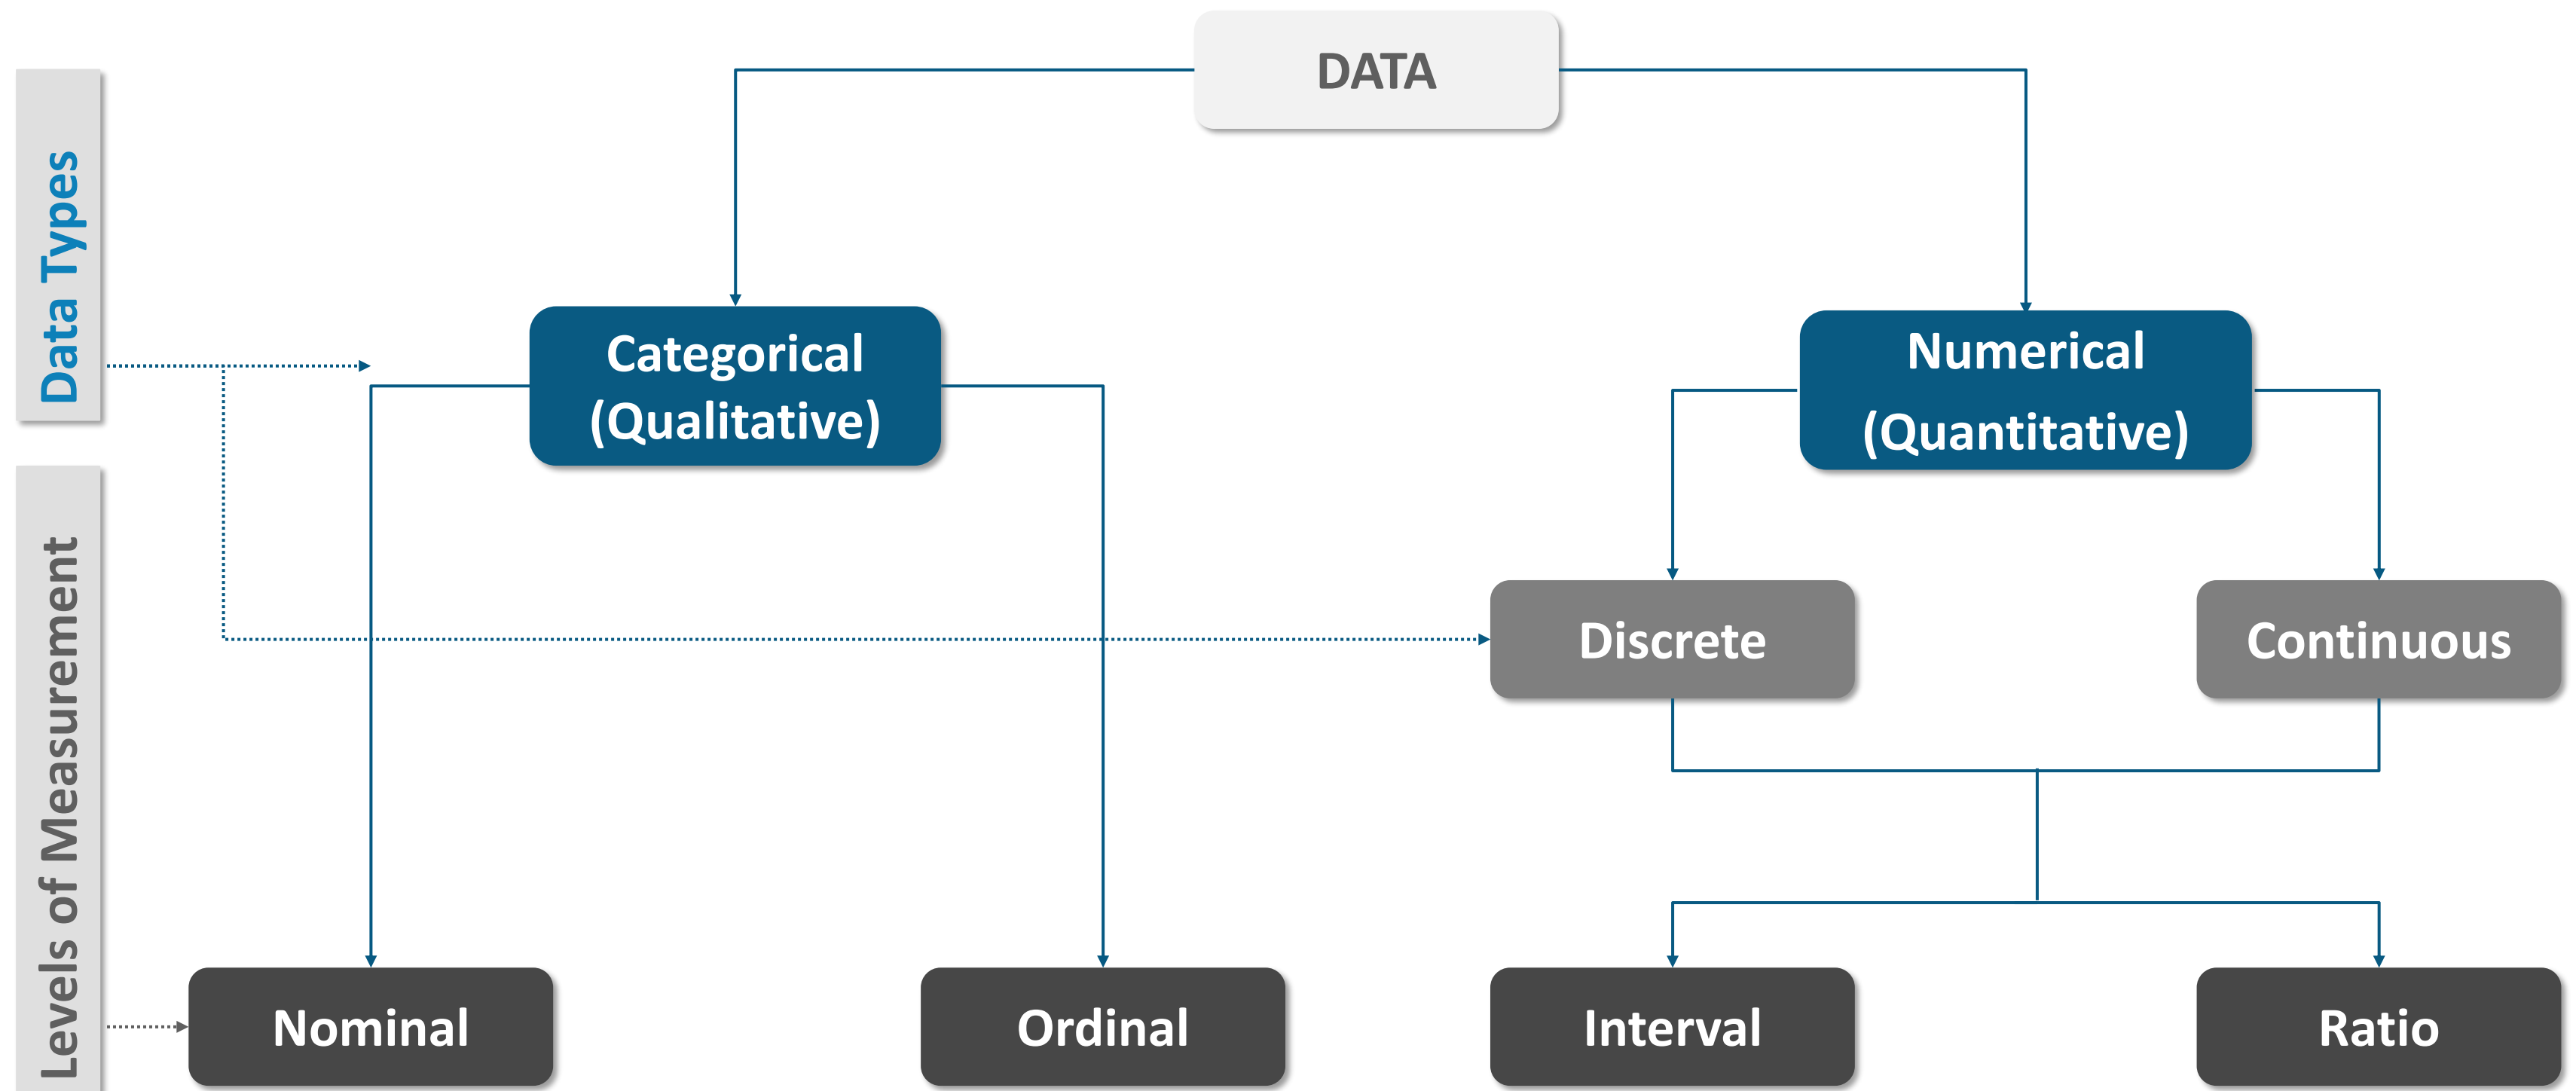 DATA
Data Types
Categorical
(Qualitative)
Numerical
(Quantitative)
Levels of Measurement
Discrete
Continuous
Nominal
Ordinal
Interval
Ratio